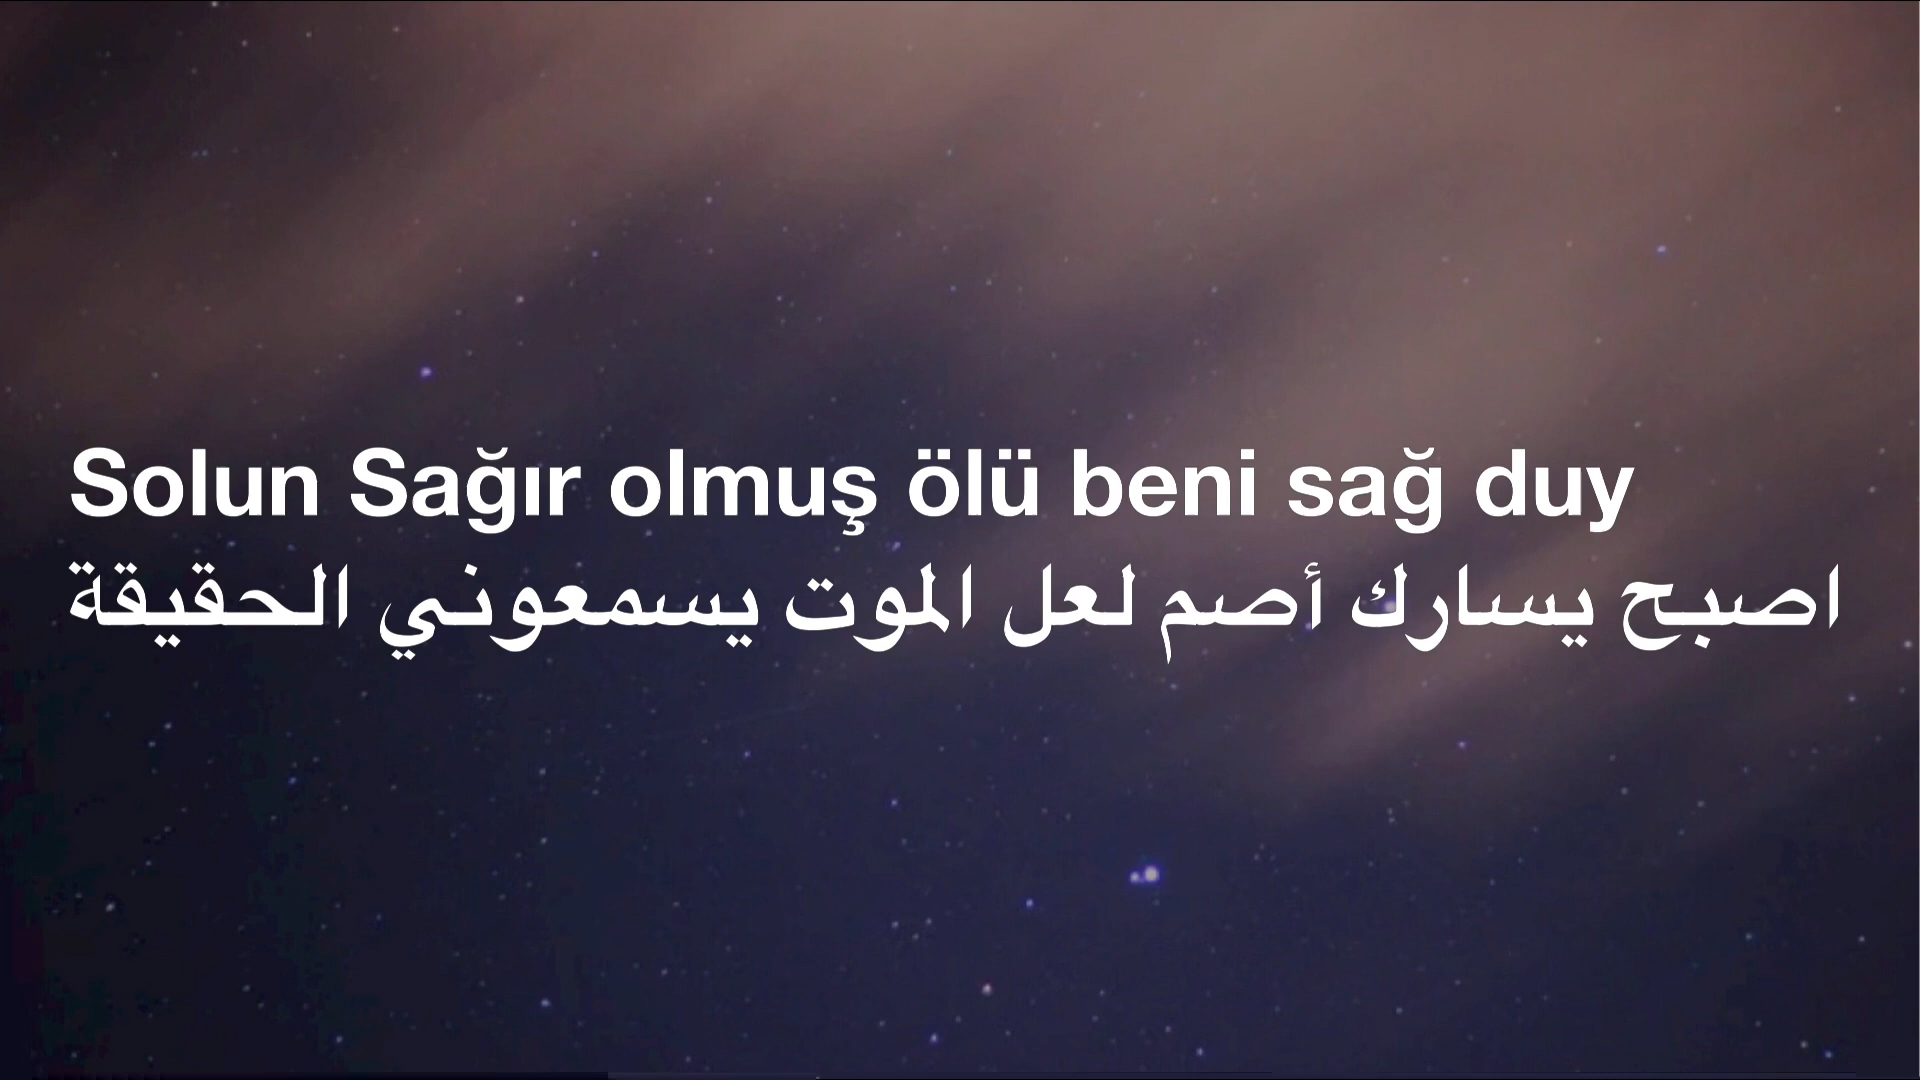 Solun Sağır olmuş ölü beni sağ duy
اصبح يسارك أصم لعل الموت يسمعوني الحقيقة